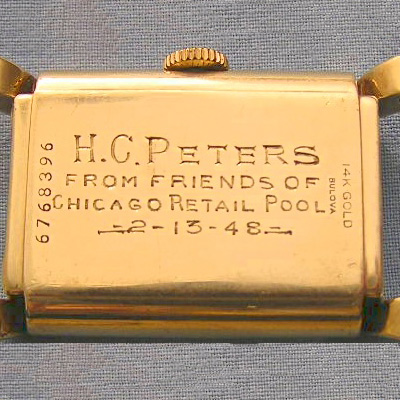 H.C. PETERS
FROM FRIENDS OF
CHICAGO RETAIL POOL
2-13-48
6768396
14K GOLD
BULOVA